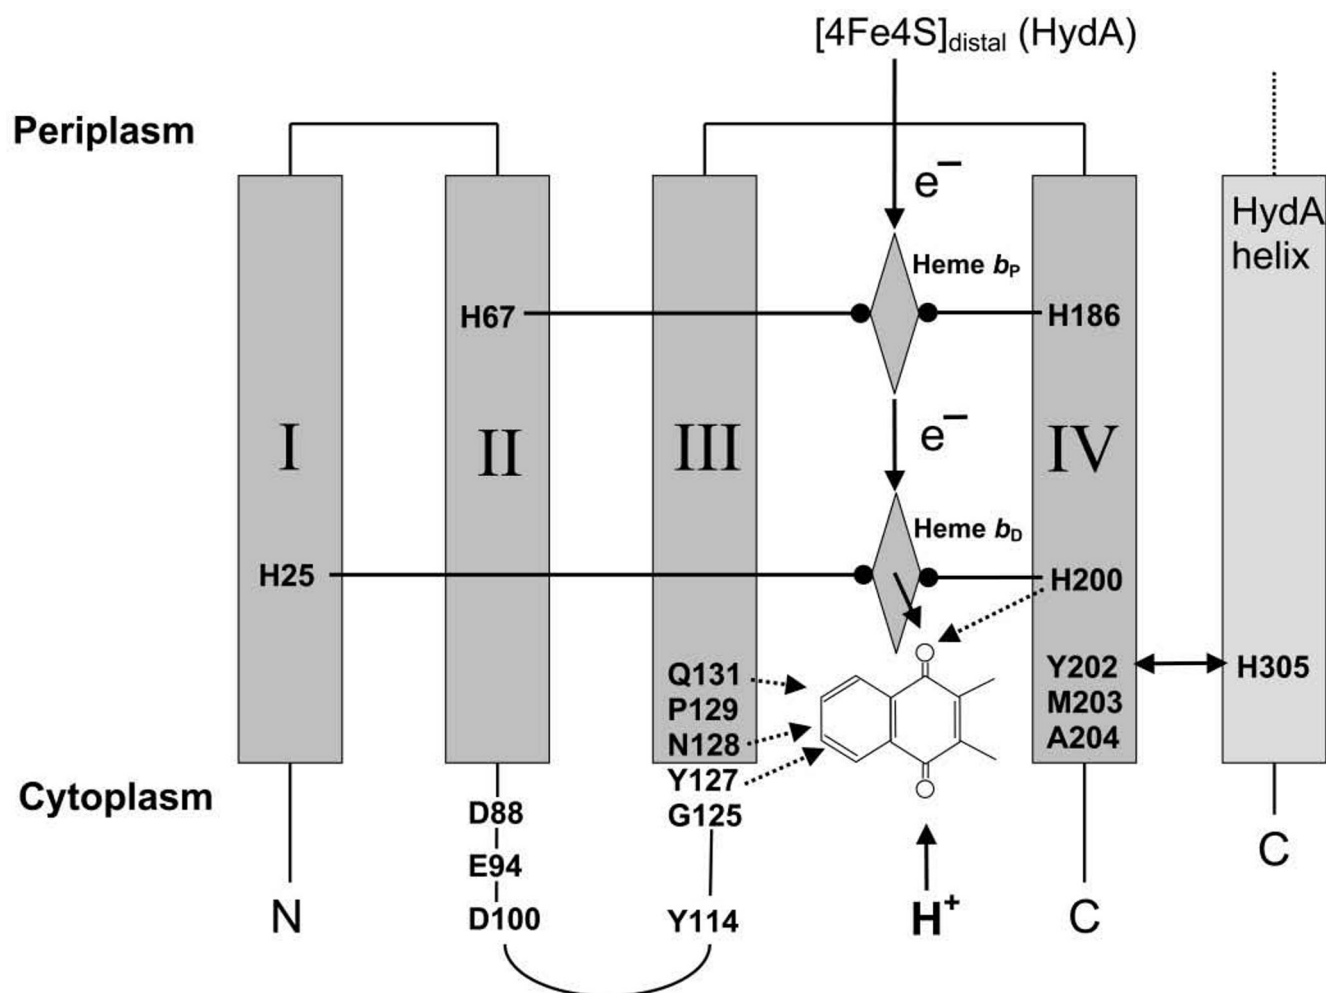 [4Fe4S]distal (HydA)
Periplasm
e−
HydA
helix
Heme bP
H67
H186
I
II
III
IV
e−
Heme bD
H25
H200
Q131
Y202
H305
P129
M203
N128
A204
Y127
Cytoplasm
D88
G125
E94
C
N
D100
Y114
H+
C